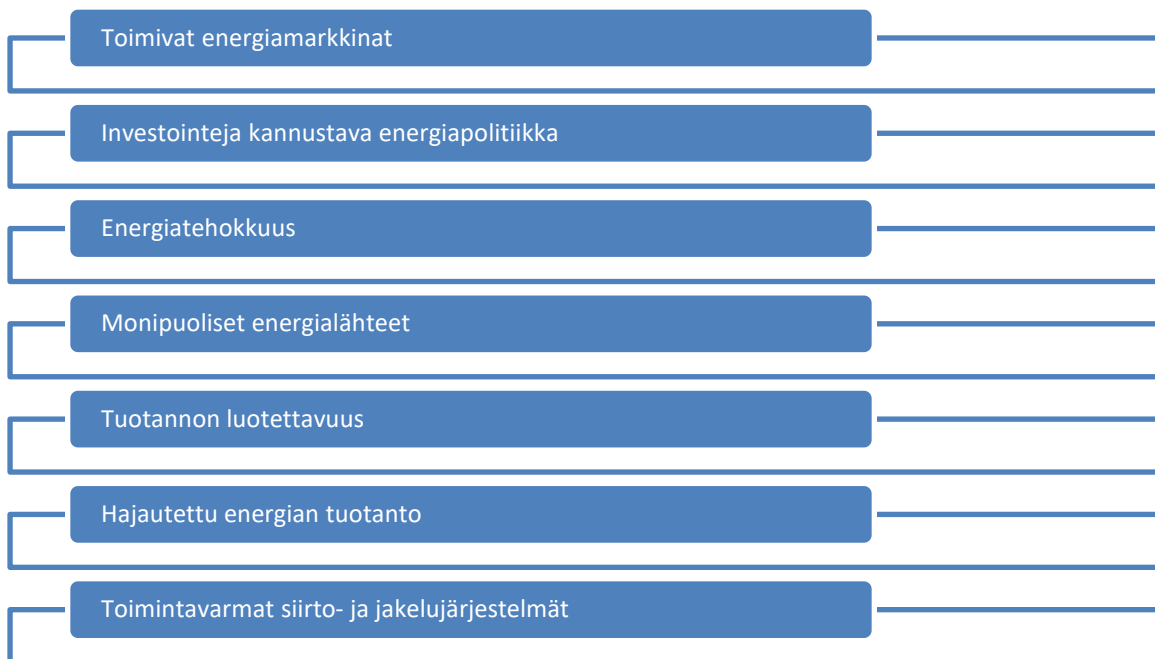 Toimivat energiamarkkinat
Investointeja kannustava energiapolitiikka
Energiatehokkuus
Monipuoliset energialähteet
Tuotannon luotettavuus
Hajautettu energian tuotanto
Toimintavarmat siirto- ja jakelujärjestelmät